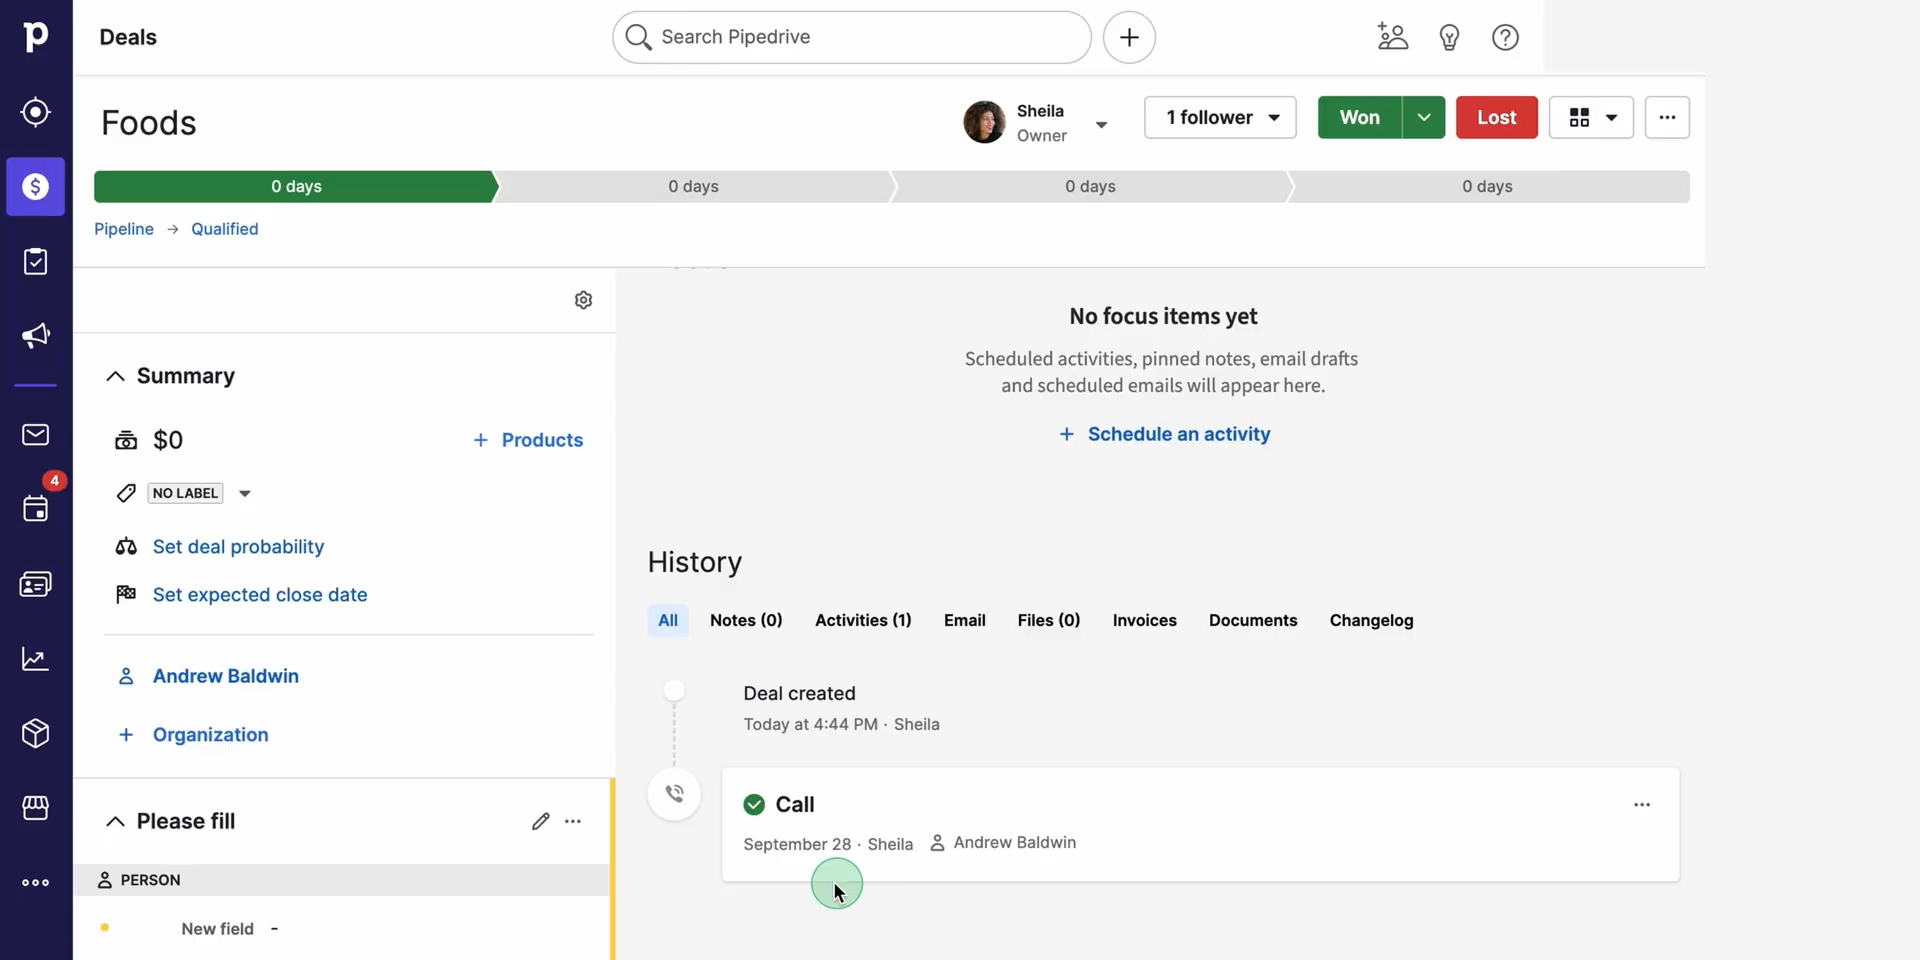 p
Deals
Search Pipedrive
Foods
Sheila
Owner
1 follower
Won
Lost
0 days
0 days
0 days
0 days
Pipeline → Qualified
Summary
$0
+ Products
NO LABEL
Set deal probability
Set expected close date
Andrew Baldwin
+ Organization
Please fill
PERSON
New field -
4
No focus items yet
Scheduled activities, pinned notes, email drafts
and scheduled emails will appear here.
+ Schedule an activity
History
All Notes (0) Activities (1) Email Files (0) Invoices Documents Changelog
Deal created
Today at 4:44 PM · Sheila
Call
September 28 · Sheila Andrew Baldwin